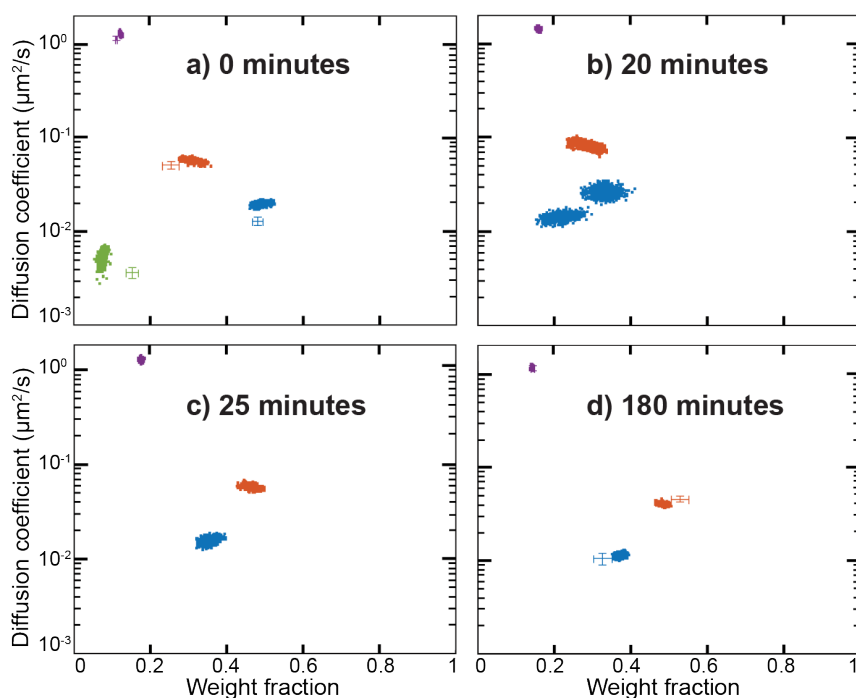 a) 0 minutes
b) 20 minutes
10⁰
10⁻¹
10⁻²
10⁻³
Diffusion coefficient (μm²/s)
c) 25 minutes
d) 180 minutes
10⁰
10⁻¹
10⁻²
10⁻³
Diffusion coefficient (μm²/s)
0 0.2 0.4 0.6 0.8 1
0 0.2 0.4 0.6 0.8 1
Weight fraction
Weight fraction